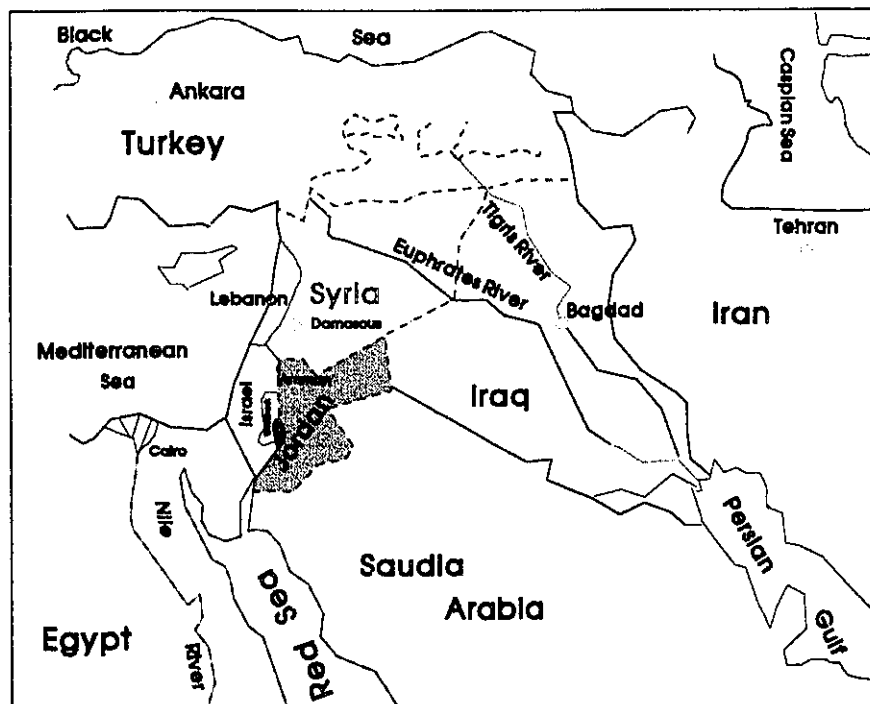 Black Sea
Caspian Sea
Ankara
Turkey
Tehran
Tigris River
Euphrates River
Lebanon
Syria
Bagdad
Iran
Damascus
Mediterranean
Sea
Israel
Iraq
Jordan
Cairo
Nile
River
Persian
Gulf
Saudia
Arabia
Red Sea
Egypt